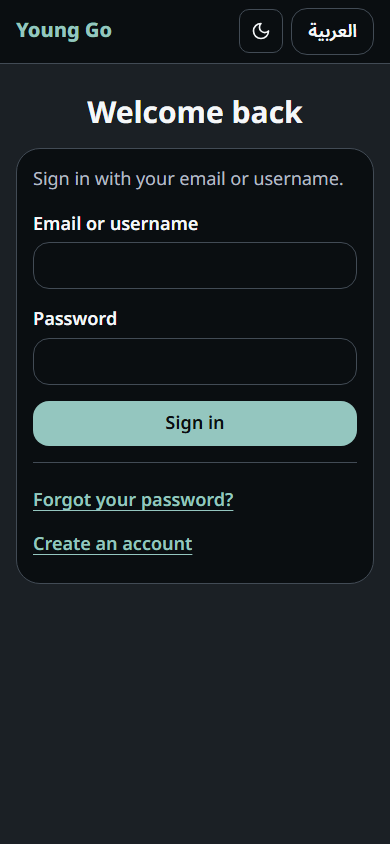 Young Go
العربية
Welcome back
Sign in with your email or username.
Email or username
Password
Sign in
Forgot your password?
Create an account